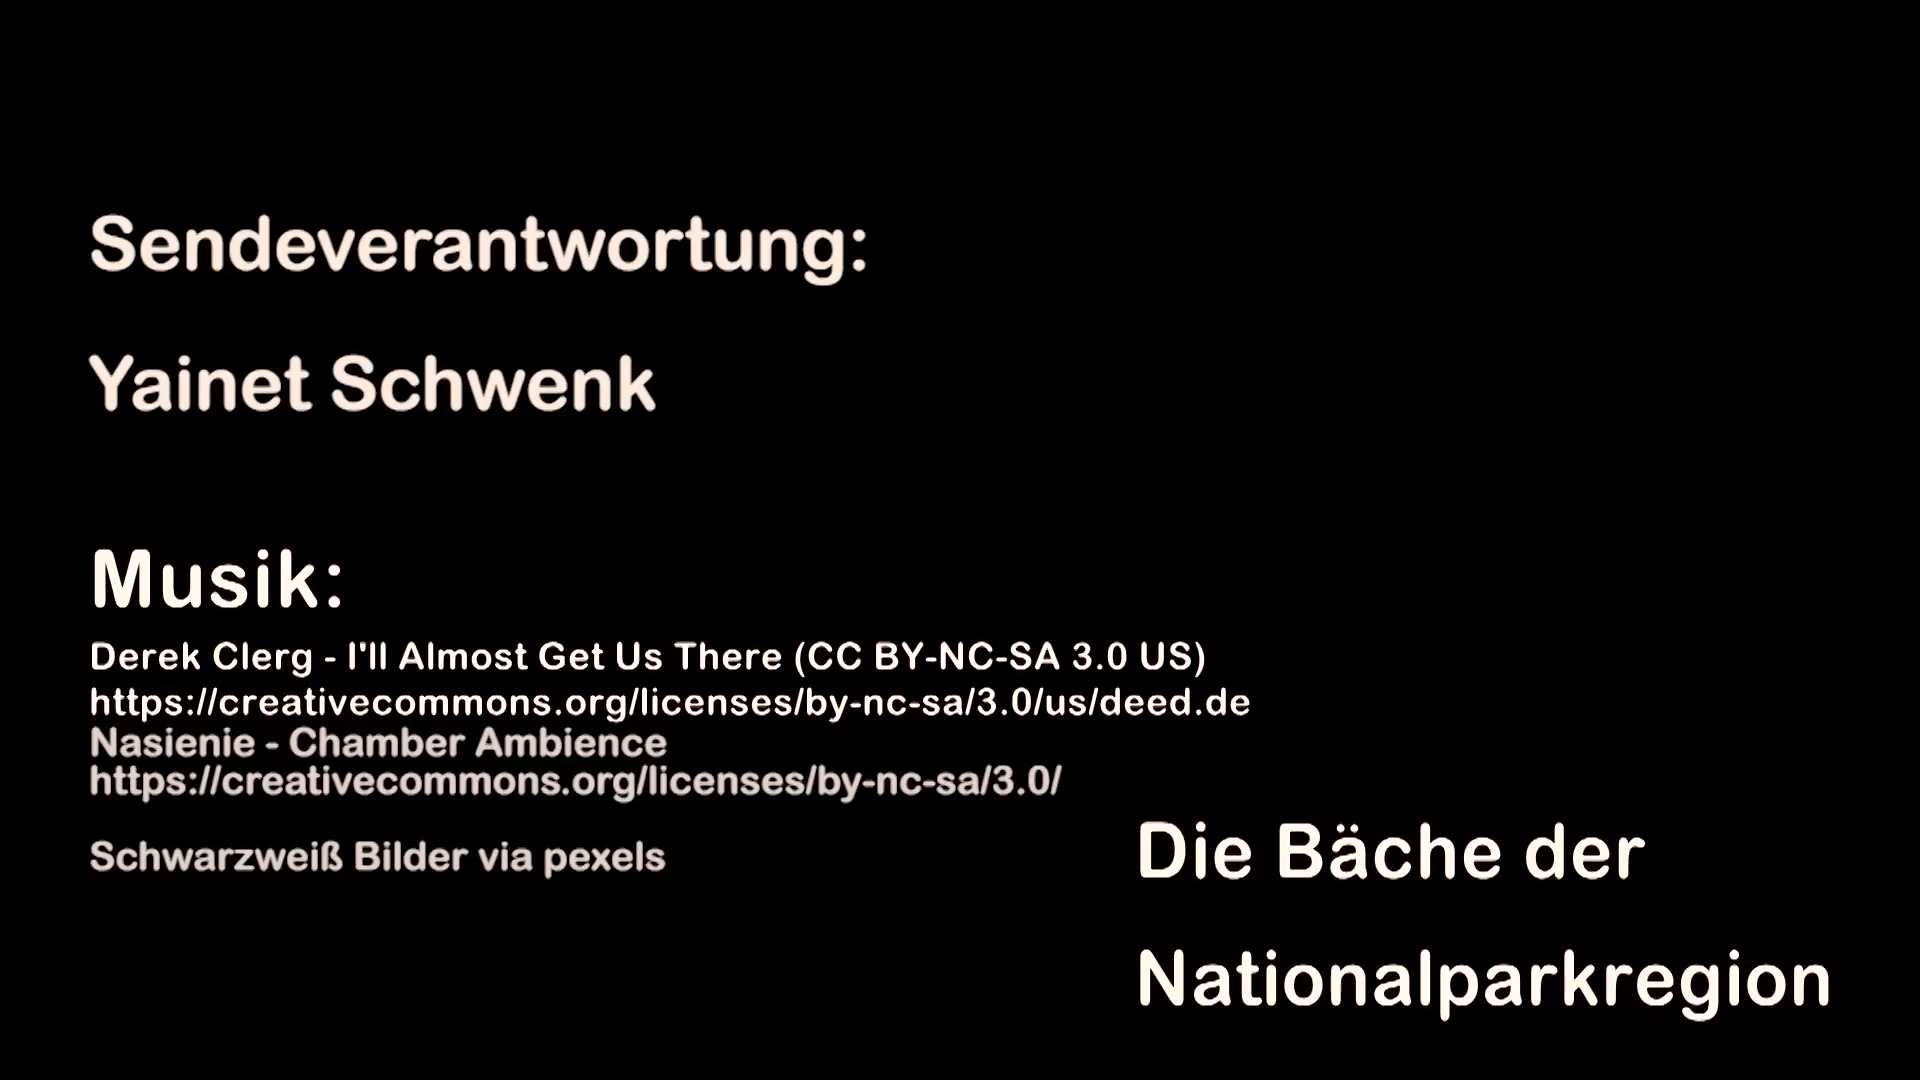 Sendeverantwortung:
Yainet Schwenk
Musik:
Derek Clerg - I'll Almost Get Us There (CC BY-NC-SA 3.0 US)
https://creativecommons.org/licenses/by-nc-sa/3.0/us/deed.de
Nasienie - Chamber Ambience
https://creativecommons.org/licenses/by-nc-sa/3.0/
Schwarzweiß Bilder via pexels
Die Bäche der
Nationalparkregion